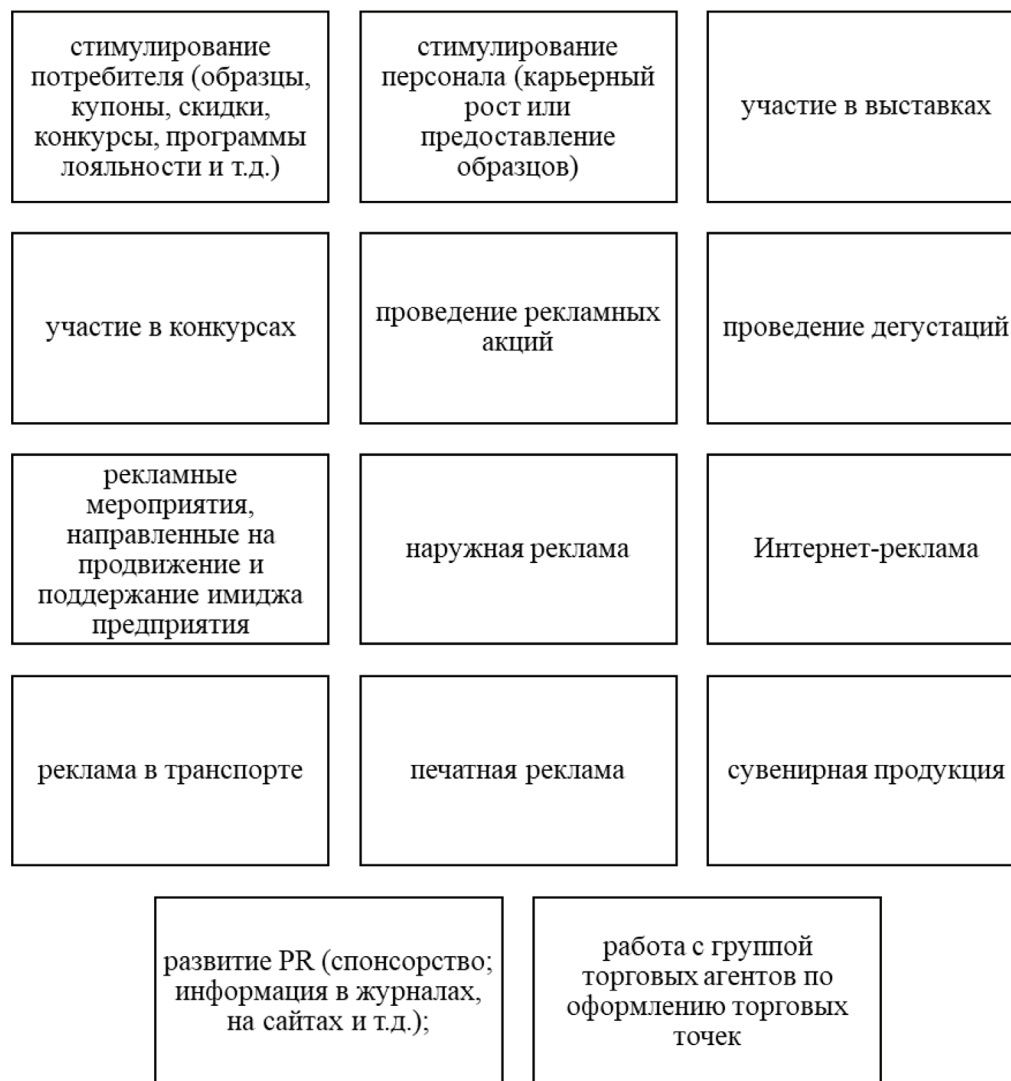 стимулирование
потребителя (образцы,
купоны, скидки,
конкурсы, программы
лояльности и т.д.)
стимулирование
персонала (карьерный
рост или
предоставление
образцов)
участие в выставках
участие в конкурсах
проведение рекламных
акций
проведение дегустаций
рекламные
мероприятия,
направленные на
продвижение и
поддержание имиджа
предприятия
наружная реклама
Интернет-реклама
реклама в транспорте
печатная реклама
сувенирная продукция
развитие PR (спонсорство;
информация в журналах,
на сайтах и т.д.);
работа с группой
торговых агентов по
оформлению торговых
точек